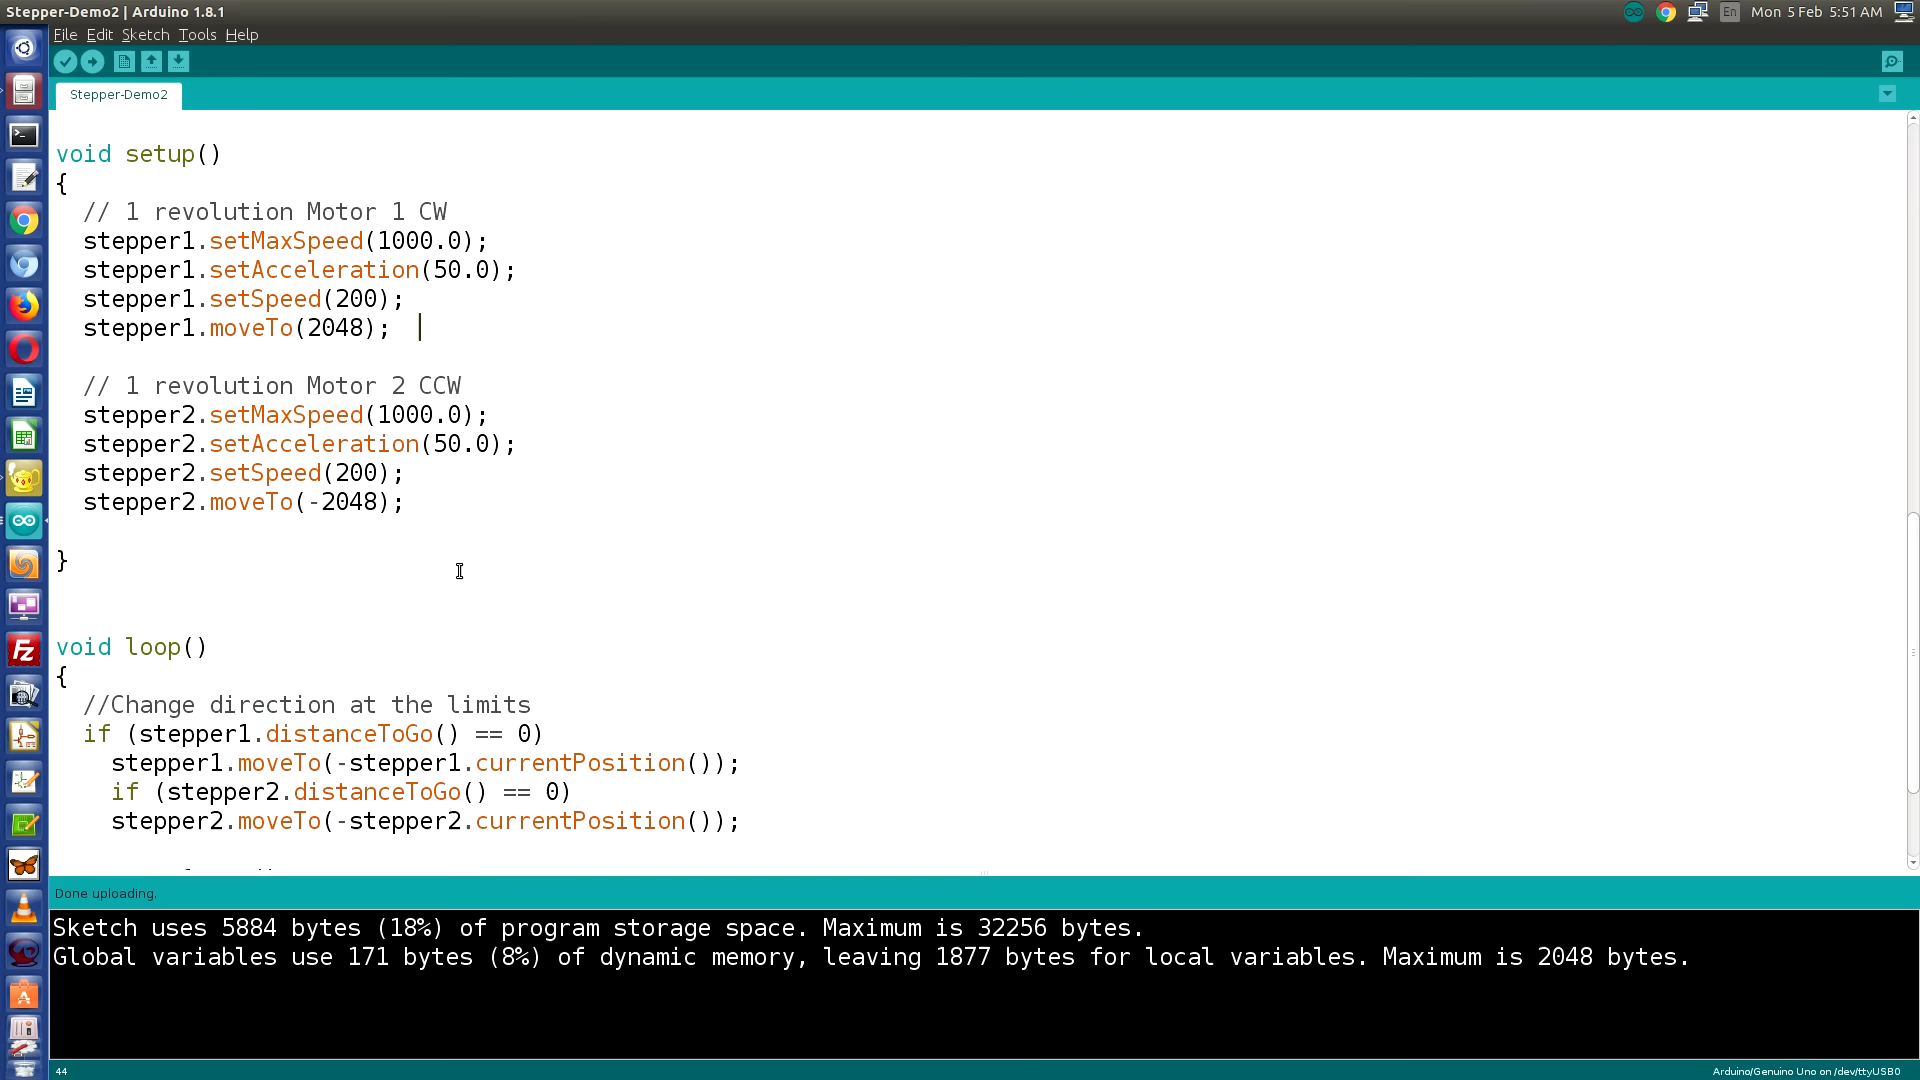 Stepper-Demo2 | Arduino 1.8.1
En Mon 5 Feb 5:51 AM
File Edit Sketch Tools Help
Stepper-Demo2
void setup()
{
// 1 revolution Motor 1 CW
stepper1.setMaxSpeed(1000.0);
stepper1.setAcceleration(50.0);
stepper1.setSpeed(200);
stepper1.moveTo(2048);
// 1 revolution Motor 2 CCW
stepper2.setMaxSpeed(1000.0);
stepper2.setAcceleration(50.0);
stepper2.setSpeed(200);
stepper2.moveTo(-2048);
}
void loop()
{
//Change direction at the limits
if (stepper1.distanceToGo() == 0)
stepper1.moveTo(-stepper1.currentPosition());
if (stepper2.distanceToGo() == 0)
stepper2.moveTo(-stepper2.currentPosition());
Done uploading.
Sketch uses 5884 bytes (18%) of program storage space. Maximum is 32256 bytes.
Global variables use 171 bytes (8%) of dynamic memory, leaving 1877 bytes for local variables. Maximum is 2048 bytes.
44
Arduino/Genuino Uno on /dev/ttyUSB0
Fz